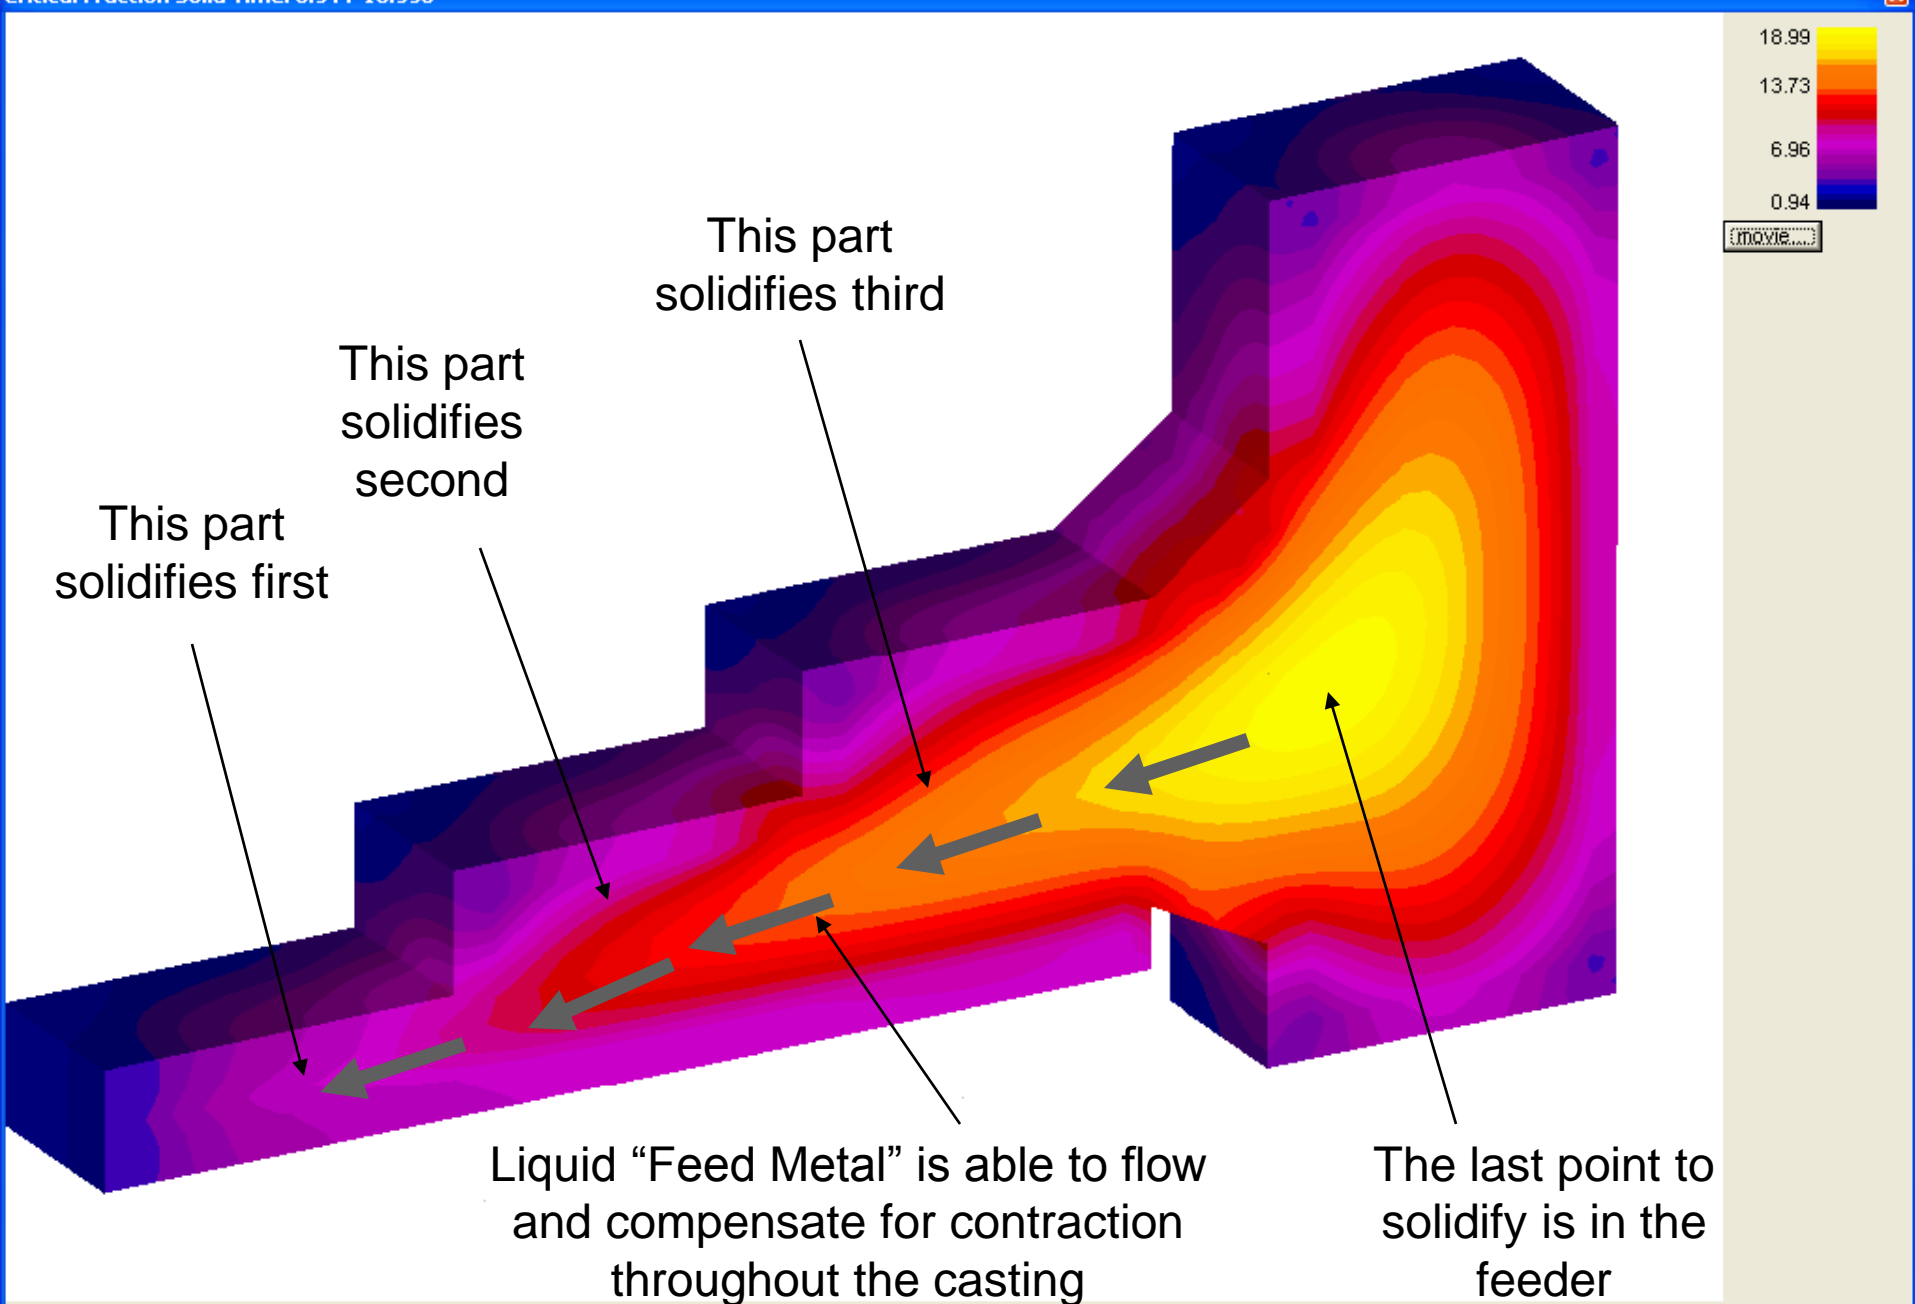 18.99
13.73
6.96
0.94
movie....
This part
solidifies third
This part
solidifies
second
This part
solidifies first
Liquid “Feed Metal” is able to flow
and compensate for contraction
throughout the casting
The last point to
solidify is in the
feeder